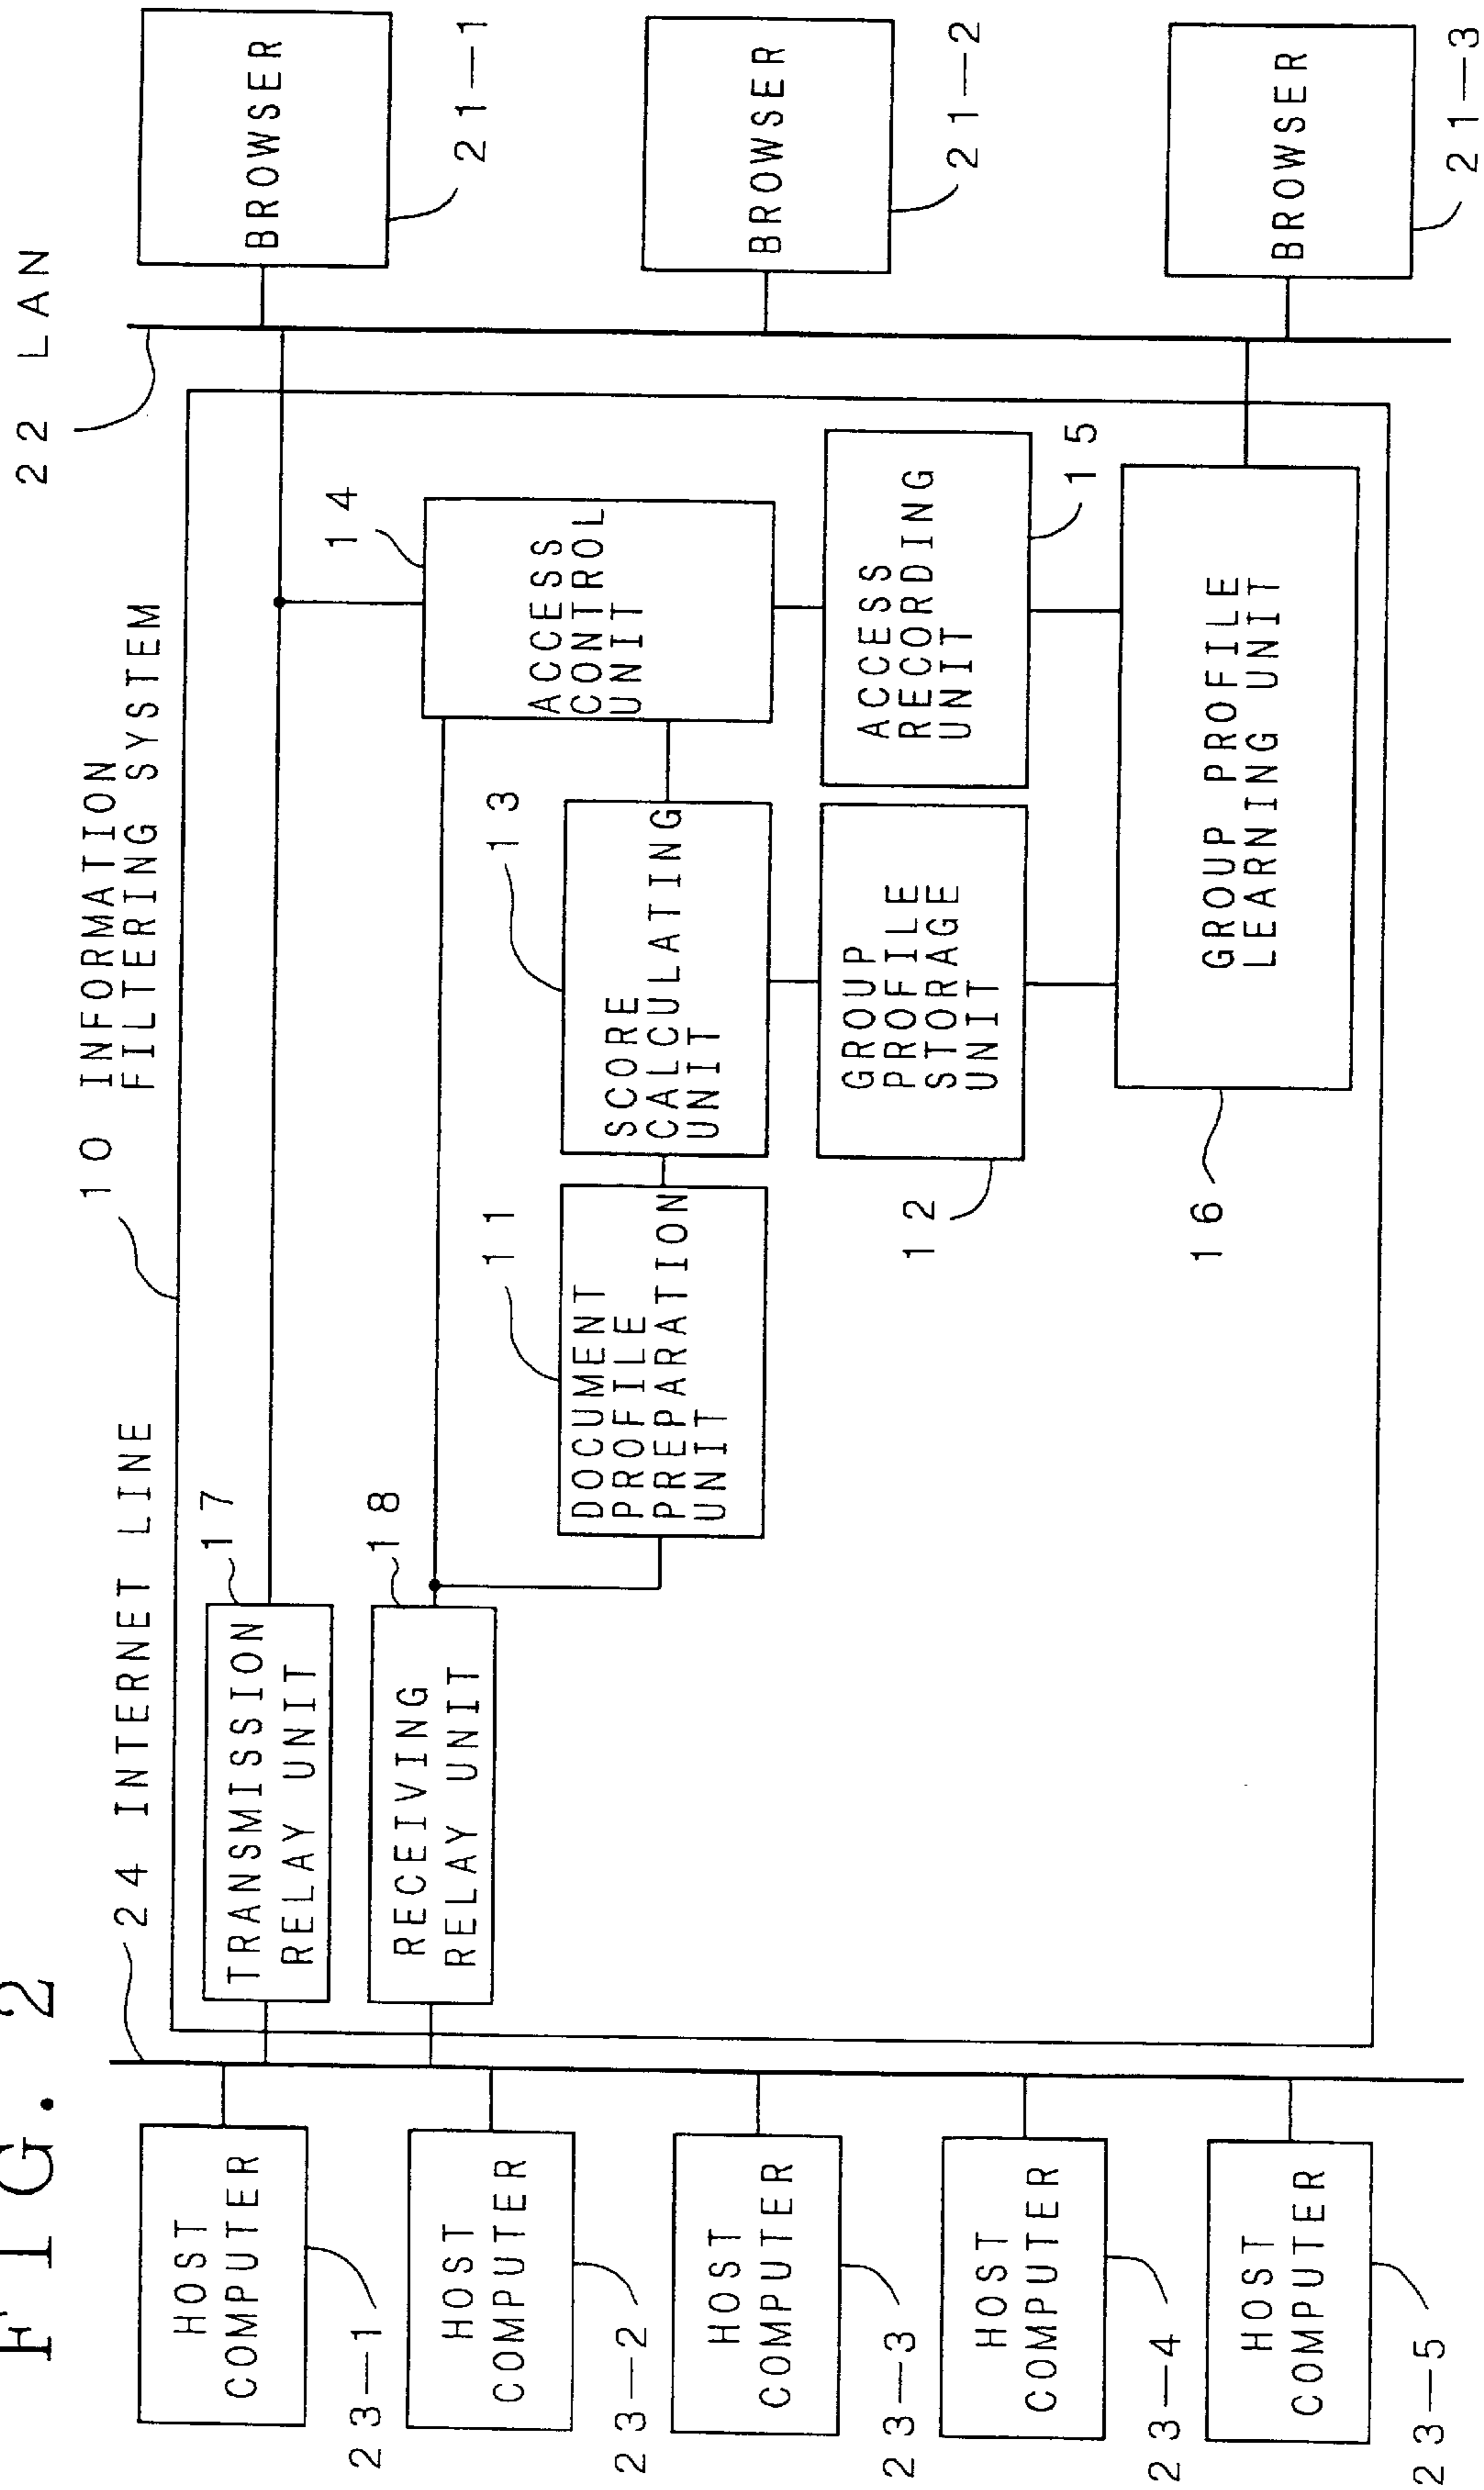 FIG. 2
22 LAN
10 INFORMATION
FILTERING SYSTEM
24 INTERNET LINE
HOST
COMPUTER
23-1
HOST
COMPUTER
23-2
HOST
COMPUTER
23-3
HOST
COMPUTER
23-4
HOST
COMPUTER
23-5
TRANSMISSION
RELAY UNIT
17
RECEIVING
RELAY UNIT
18
DOCUMENT
PROFILE
PREPARATION
UNIT
11
SCORE
CALCULATING
UNIT
13
ACCESS
CONTROL
UNIT
14
GROUP
PROFILE
STORAGE
UNIT
12
ACCESS
RECORDING
UNIT
15
GROUP PROFILE
LEARNING UNIT
16
BROWSER
21-1
BROWSER
21-2
BROWSER
21-3